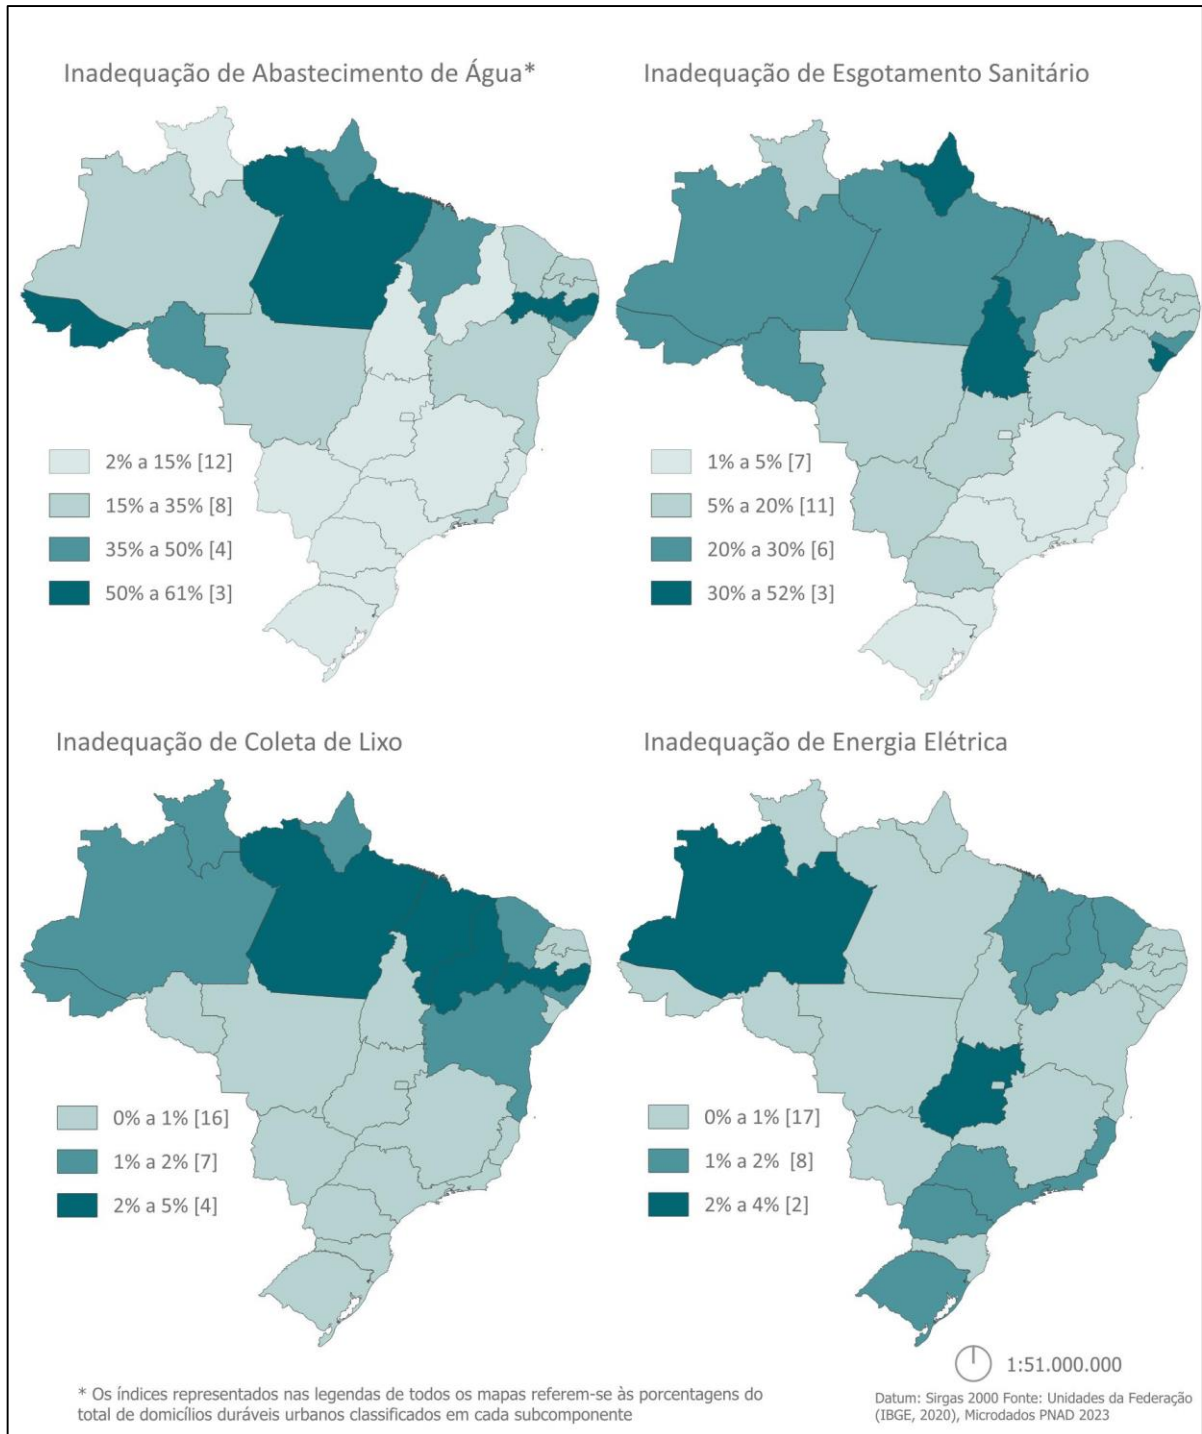 Inadequação de Abastecimento de Água*
2% a 15% [12]
15% a 35% [8]
35% a 50% [4]
50% a 61% [3]
Inadequação de Esgotamento Sanitário
1% a 5% [7]
5% a 20% [11]
20% a 30% [6]
30% a 52% [3]
Inadequação de Coleta de Lixo
0% a 1% [16]
1% a 2% [7]
2% a 5% [4]
Inadequação de Energia Elétrica
0% a 1% [17]
1% a 2% [8]
2% a 4% [2]
1:51.000.000
* Os índices representados nas legendas de todos os mapas referem-se às porcentagens do
total de domicílios duráveis urbanos classificados em cada subcomponente
Datum: Sirgas 2000 Fonte: Unidades da Federação
(IBGE, 2020), Microdados PNAD 2023